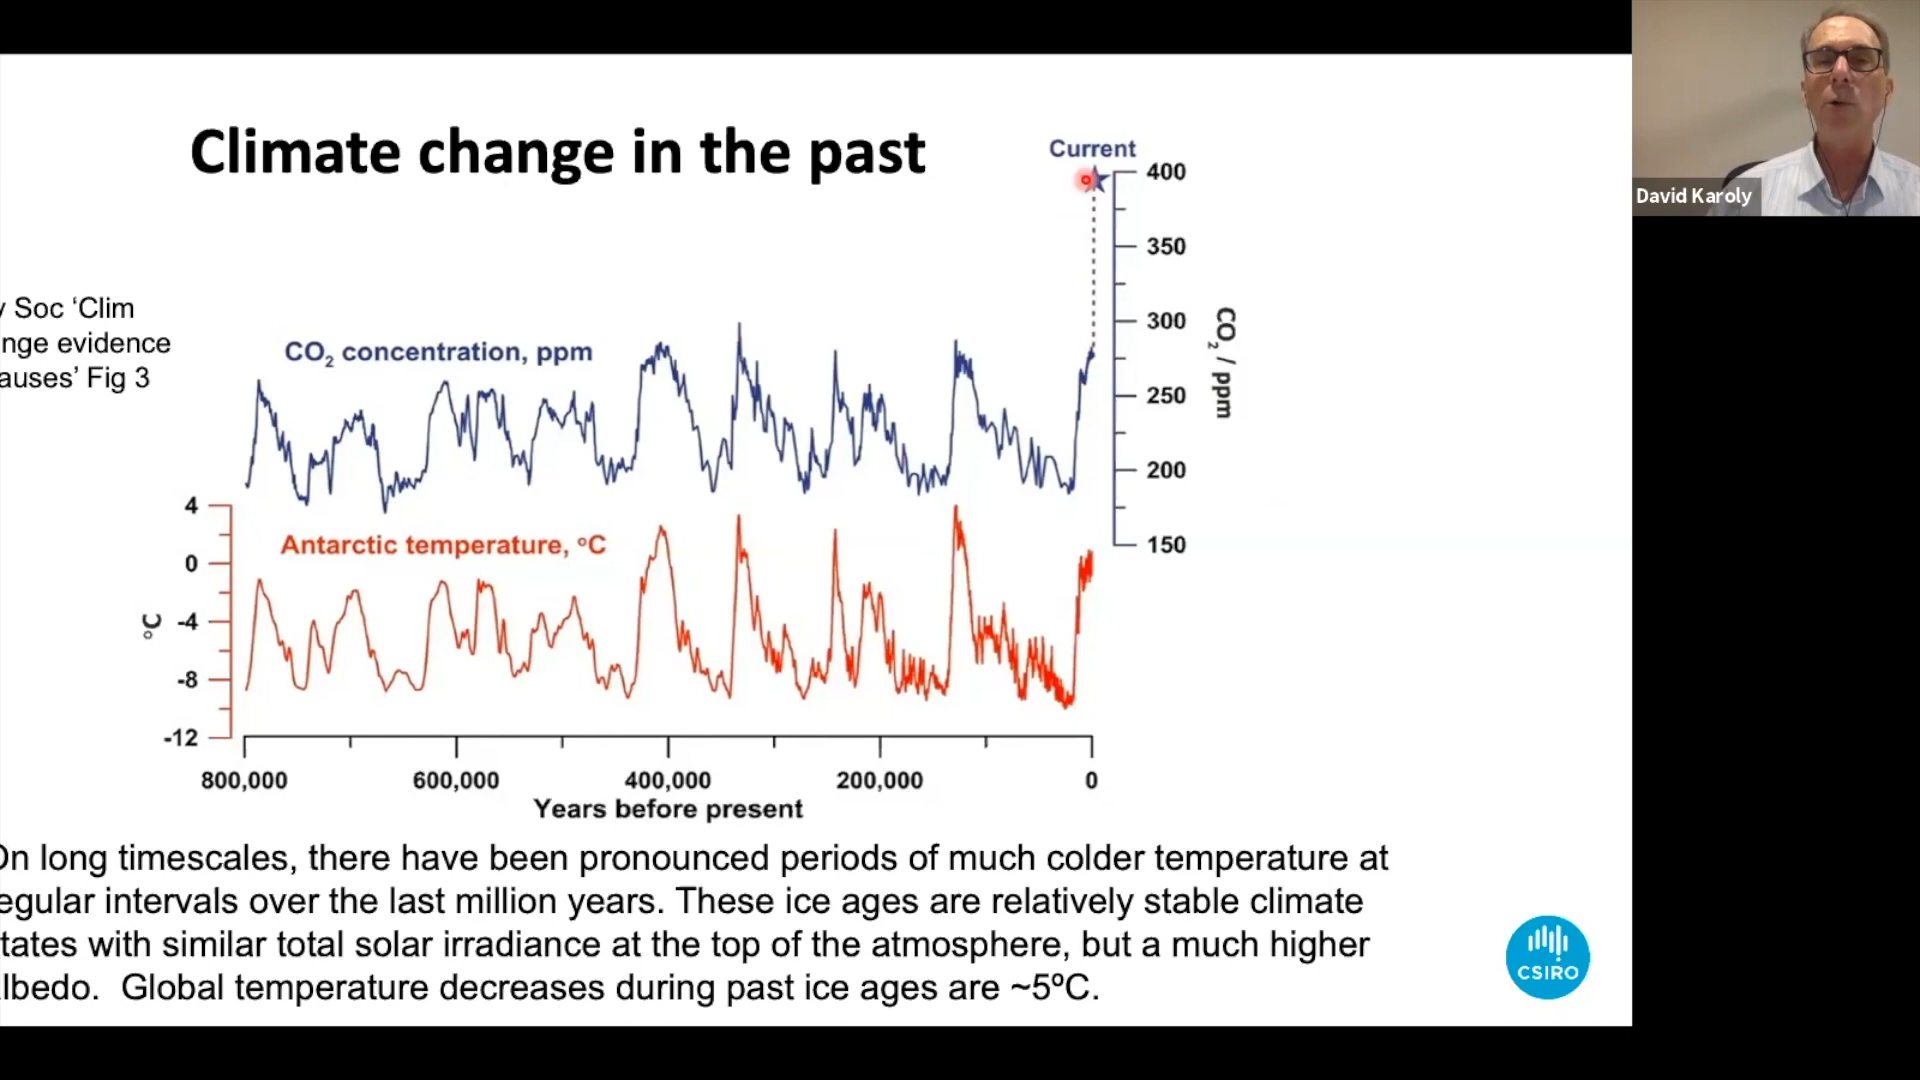 Climate change in the past
Current
400
350
300
250
200
150
CO2 / ppm
David Karoly
Soc ‘Clim
nge evidence
auses’ Fig 3
CO2 concentration, ppm
4
0
-4
-8
-12
°C
Antarctic temperature, °C
800,000 600,000 400,000 200,000 0
Years before present
On long timescales, there have been pronounced periods of much colder temperature at
egular intervals over the last million years. These ice ages are relatively stable climate
tates with similar total solar irradiance at the top of the atmosphere, but a much higher
lbedo. Global temperature decreases during past ice ages are ~5ºC.
CSIRO